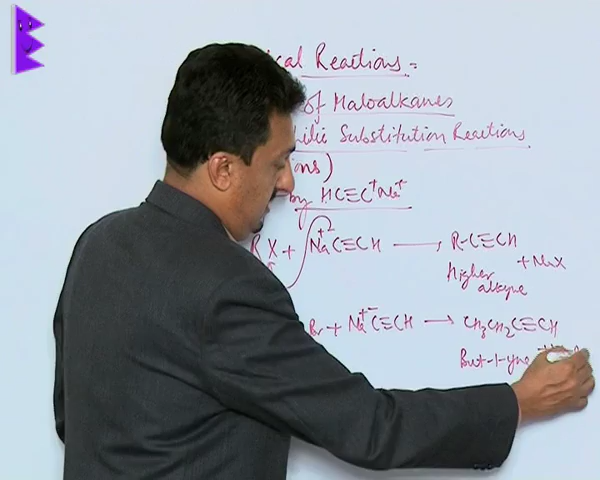 ical Reactions =
of Haloalkanes
hilic Substitution Reactions
ons)
by HC≡C⁺Na⁺
R X + Na C≡CH → R-C≡CH
+ NaX
Higher
alkyne
Br + Na C≡CH → CH₃CH₂C≡CH
But-1-yne